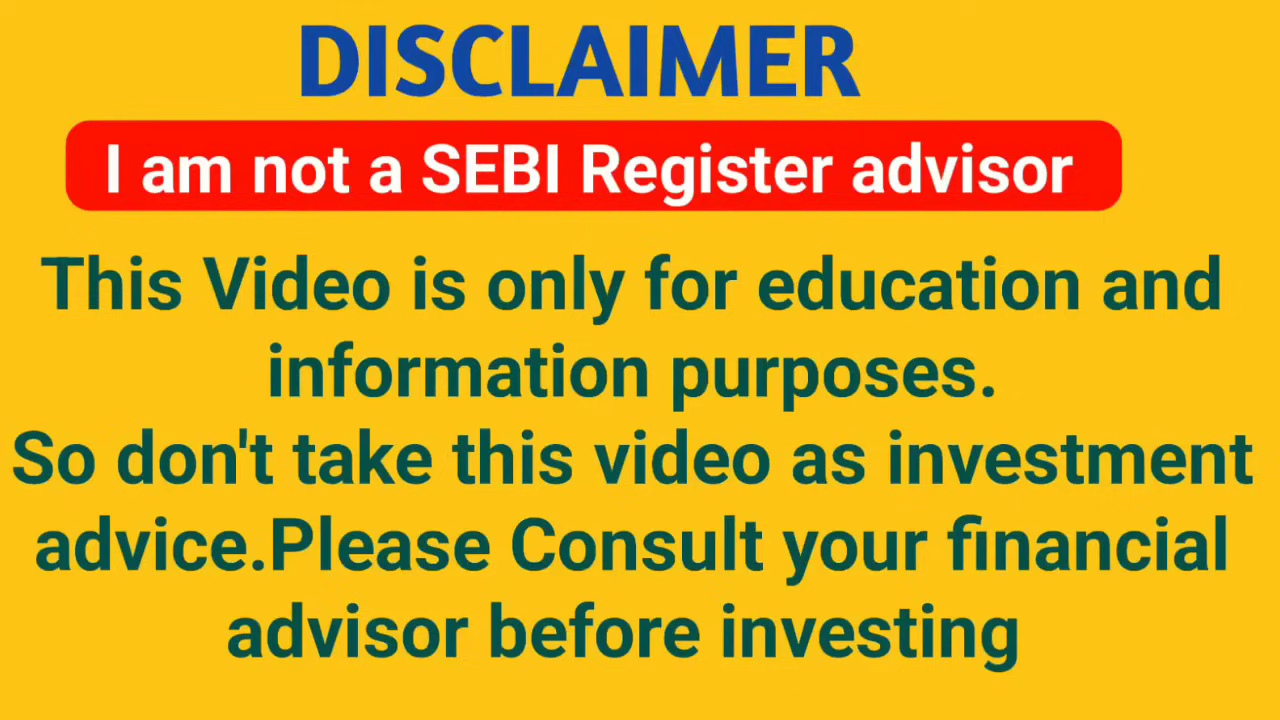 DISCLAIMER
I am not a SEBI Register advisor
This Video is only for education and
information purposes.
So don't take this video as investment
advice.Please Consult your financial
advisor before investing